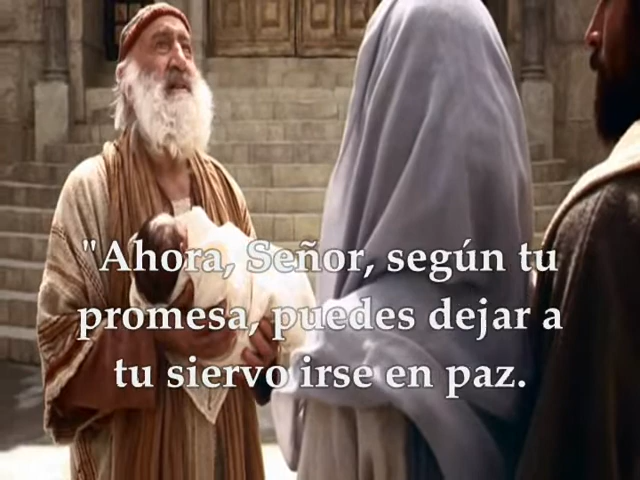 "Ahora, Señor, según tu
promesa, puedes dejar a
tu siervo irse en paz.